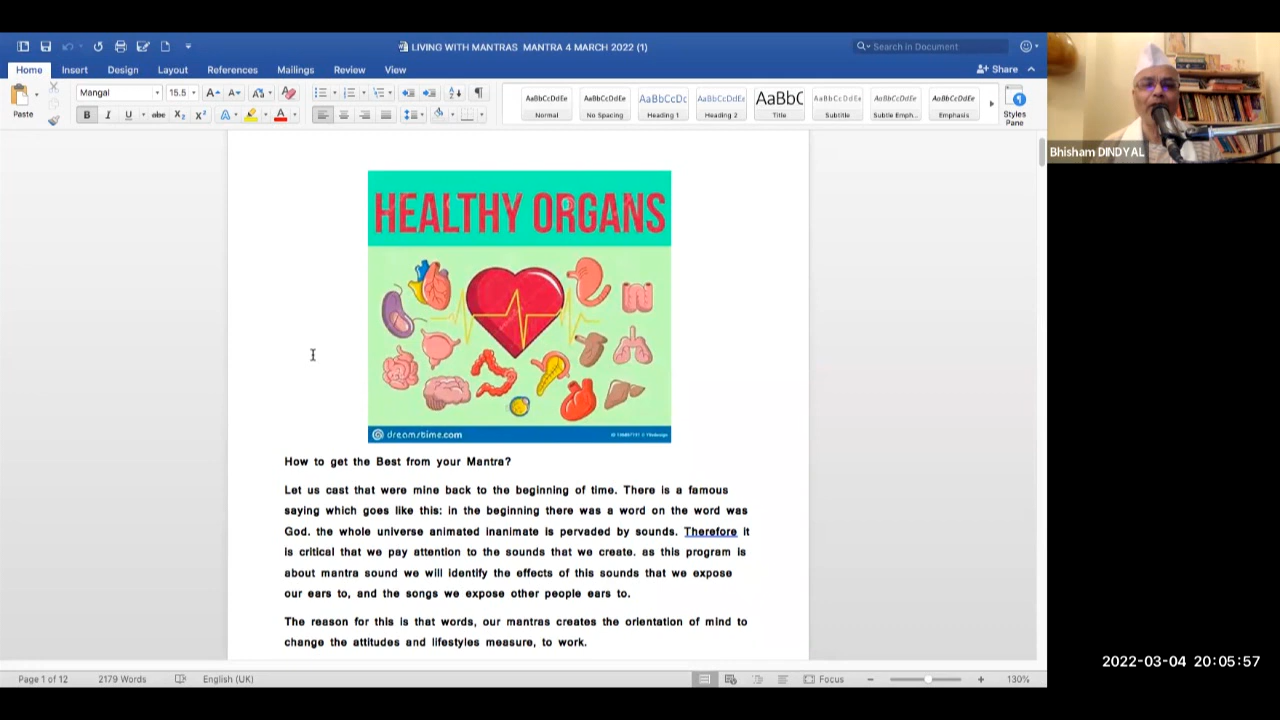 LIVING WITH MANTRAS MANTRA 4 MARCH 2022 (1)
Search in Document
Home Insert Design Layout References Mailings Review View
Share
Paste
Mangal 15.5
AaBbCcDdEe AaBbCcDdEe AaBbCcDc AaBbCcDdEe AaBbC AaBbCcDdEe AaBbCcDdEe AaBbCcDdEe
Normal No Spacing Heading 1 Heading 2 Title Subtitle Subtle Emph... Emphasis
Styles
Pane
Bhisham DINDYAL
HEALTHY ORGANS
dreamstime.com
How to get the Best from your Mantra?
Let us cast that were mine back to the beginning of time. There is a famous
saying which goes like this: in the beginning there was a word on the word was
God. the whole universe animated inanimate is pervaded by sounds. Therefore it
is critical that we pay attention to the sounds that we create. as this program is
about mantra sound we will identify the effects of this sounds that we expose
our ears to, and the songs we expose other people ears to.
The reason for this is that words, our mantras creates the orientation of mind to
change the attitudes and lifestyles measure, to work.
Page 1 of 12 2179 Words English (UK) Focus 130%
2022-03-04 20:05:57